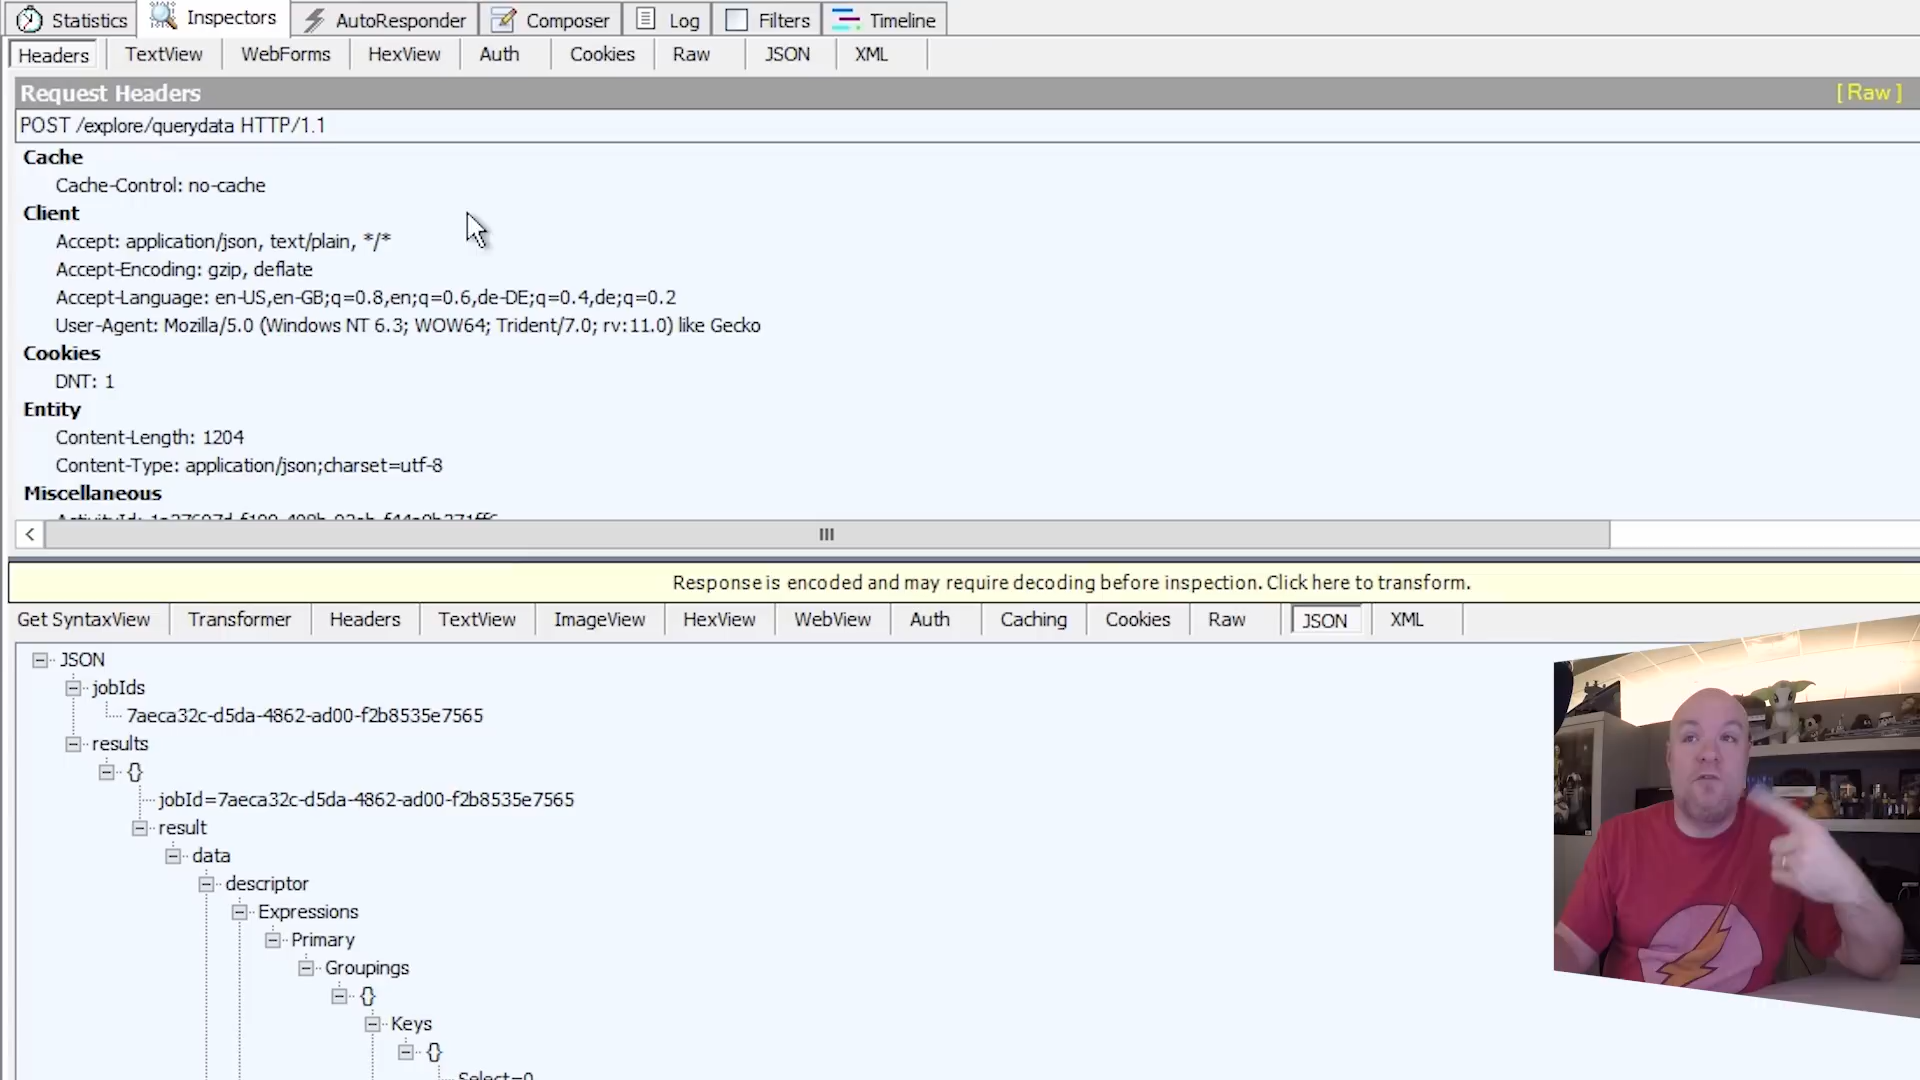 Statistics Inspectors AutoResponder Composer Log Filters Timeline
Headers TextView WebForms HexView Auth Cookies Raw JSON XML
Request Headers [ Raw ]
POST /explore/querydata HTTP/1.1
Cache
Cache-Control: no-cache
Client
Accept: application/json, text/plain, */*
Accept-Encoding: gzip, deflate
Accept-Language: en-US,en-GB;q=0.8,en;q=0.6,de-DE;q=0.4,de;q=0.2
User-Agent: Mozilla/5.0 (Windows NT 6.3; WOW64; Trident/7.0; rv:11.0) like Gecko
Cookies
DNT: 1
Entity
Content-Length: 1204
Content-Type: application/json;charset=utf-8
Miscellaneous
Response is encoded and may require decoding before inspection. Click here to transform.
Get SyntaxView Transformer Headers TextView ImageView HexView WebView Auth Caching Cookies Raw JSON XML
JSON
jobIds
7aeca32c-d5da-4862-ad00-f2b8535e7565
results
{}
jobId=7aeca32c-d5da-4862-ad00-f2b8535e7565
result
data
descriptor
Expressions
Primary
Groupings
{}
Keys
{}
Select=0